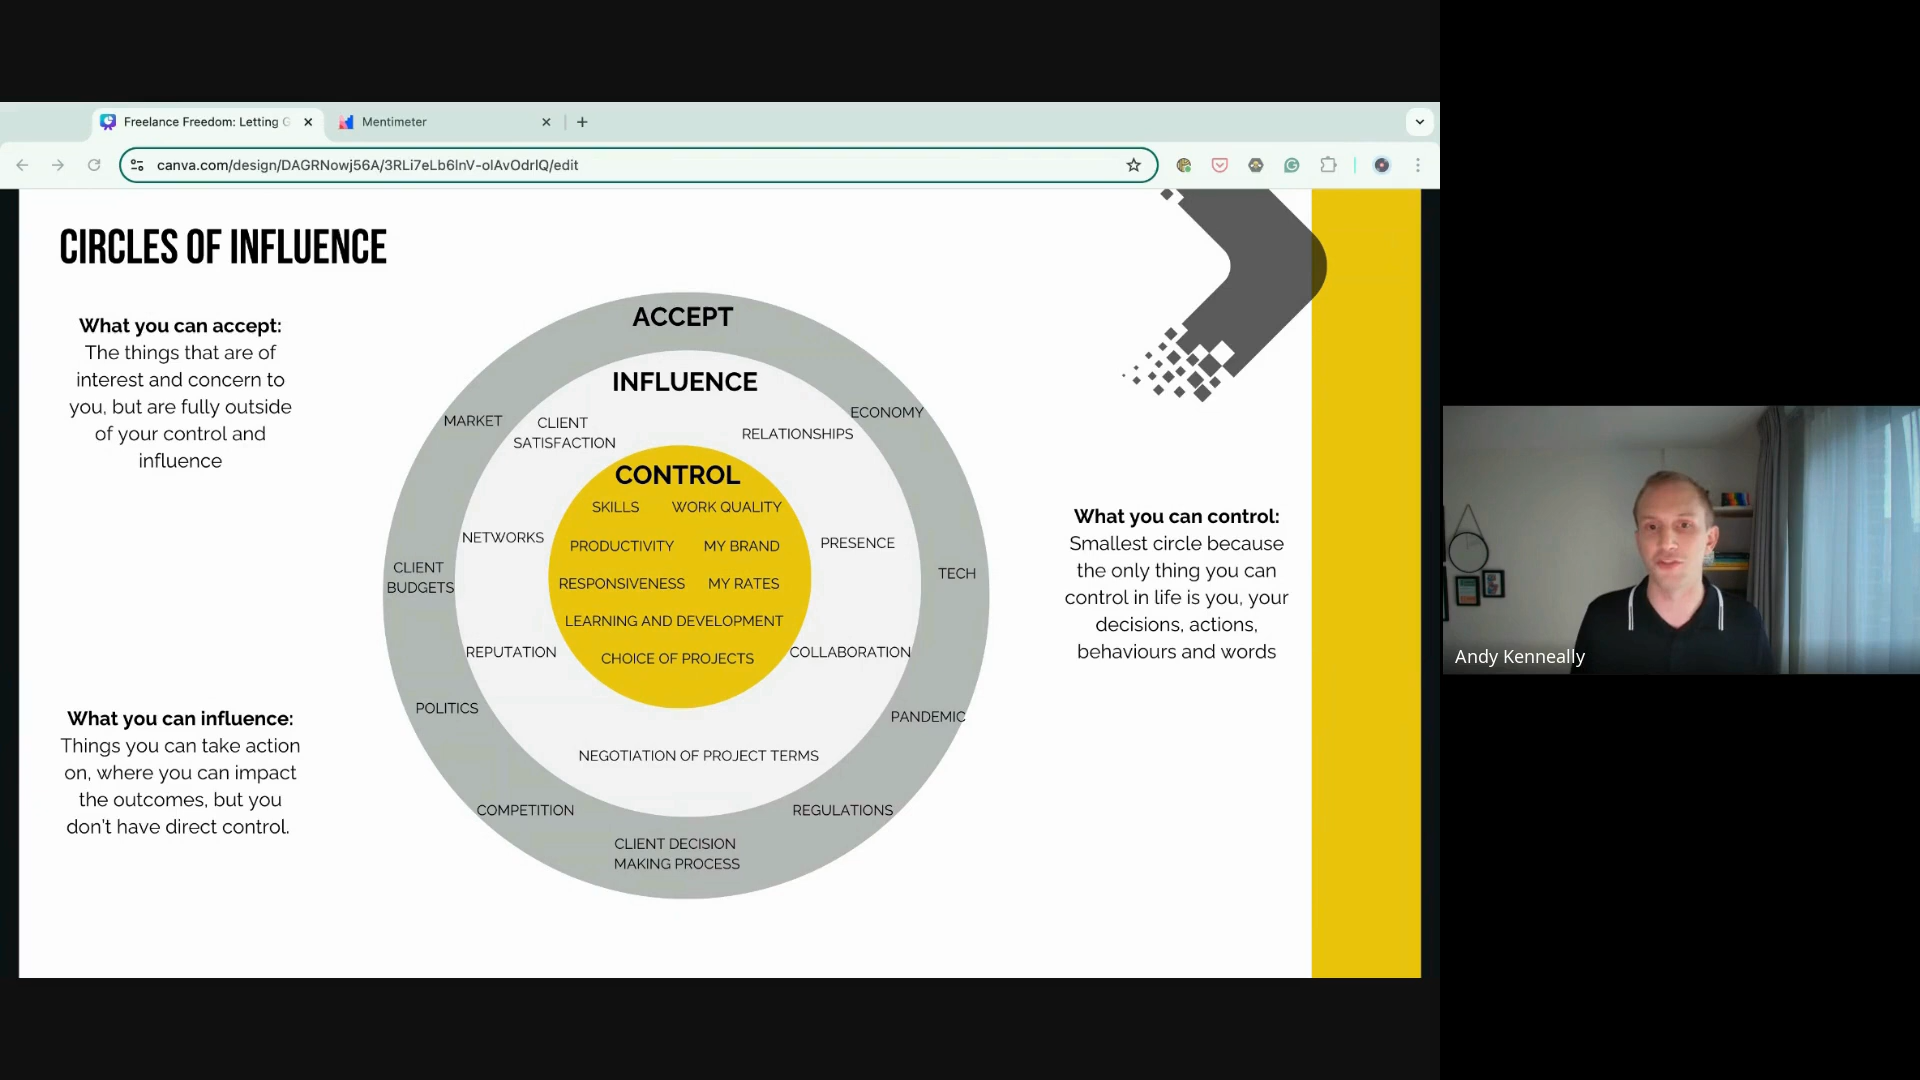 Freelance Freedom: Letting G
Mentimeter
canva.com/design/DAGRNowj56A/3RLi7eLb6lnV-olAvOdrlQ/edit
CIRCLES OF INFLUENCE
What you can accept:
The things that are of
interest and concern to
you, but are fully outside
of your control and
influence
What you can influence:
Things you can take action
on, where you can impact
the outcomes, but you
don't have direct control.
ACCEPT
INFLUENCE
MARKET
CLIENT
SATISFACTION
RELATIONSHIPS
ECONOMY
CONTROL
SKILLS
WORK QUALITY
NETWORKS
PRODUCTIVITY
MY BRAND
PRESENCE
CLIENT
BUDGETS
RESPONSIVENESS
MY RATES
TECH
LEARNING AND DEVELOPMENT
REPUTATION
CHOICE OF PROJECTS
COLLABORATION
POLITICS
PANDEMIC
NEGOTIATION OF PROJECT TERMS
COMPETITION
REGULATIONS
CLIENT DECISION
MAKING PROCESS
What you can control:
Smallest circle because
the only thing you can
control in life is you, your
decisions, actions,
behaviours and words
Andy Kenneally